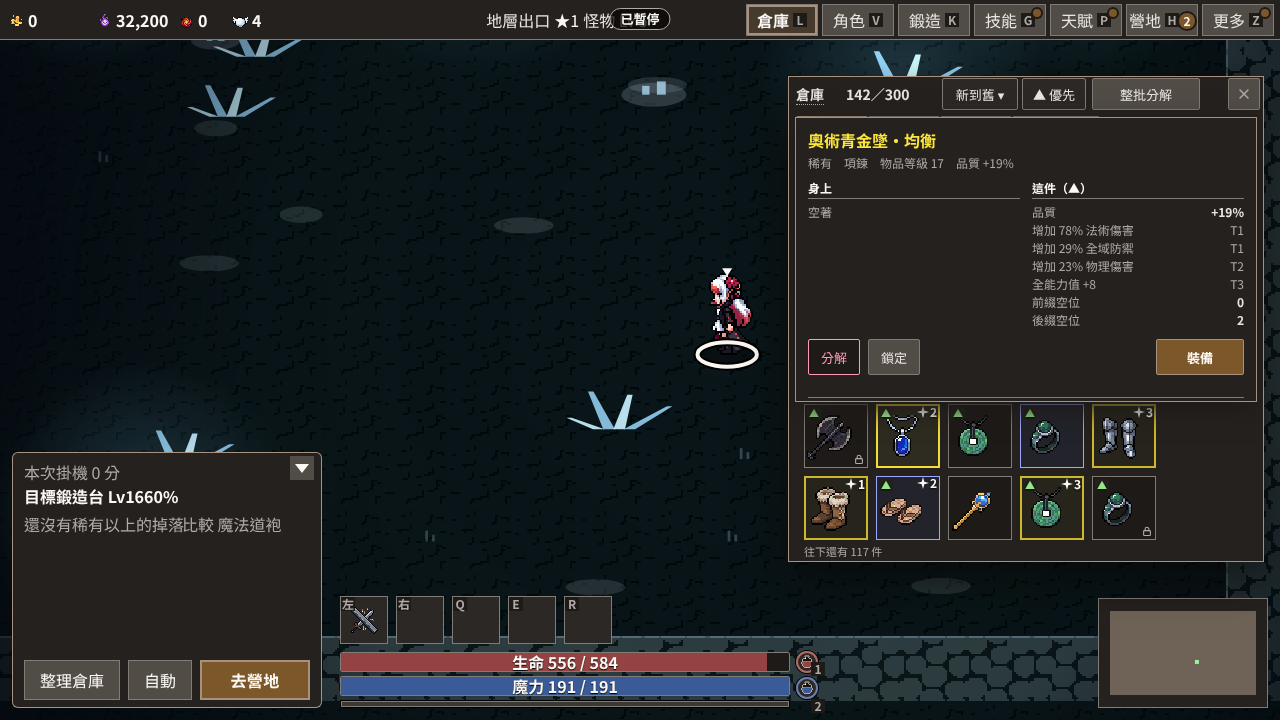 0 32,200 0 4 地層出口 ★1 怪物 已暫停 倉庫 L 角色 V 鍛造 K 技能 G 天賦 P 營地 H 2 更多 Z
倉庫 142／300 新到舊 ▾ ▲優先 整批分解 ✕
奧術青金墜・均衡
稀有 項鍊 物品等級 17 品質 +19%
身上 這件（▲）
空著 品質 +19%
增加 78% 法術傷害 T1
增加 29% 全域防禦 T1
增加 23% 物理傷害 T2
全能力值 +8 T3
前綴空位 0
後綴空位 2
分解 鎖定 裝備
2 3
1 2 3
往下還有 117 件
本次掛機 0 分
目標鍛造台 Lv1660%
還沒有稀有以上的掉落比較 魔法道袍
整理倉庫 自動 去營地
左 右 Q E R
生命 556 / 584 1
魔力 191 / 191 2